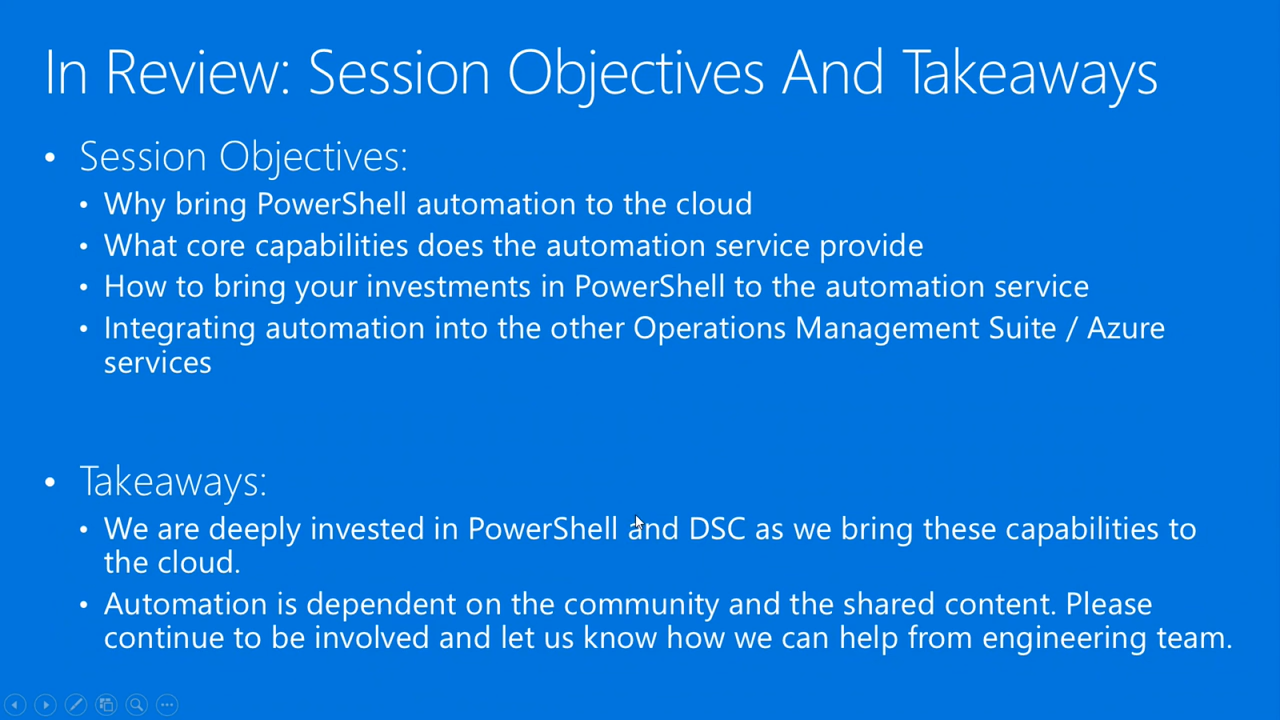 In Review: Session Objectives And Takeaways
• Session Objectives:
• Why bring PowerShell automation to the cloud
• What core capabilities does the automation service provide
• How to bring your investments in PowerShell to the automation service
• Integrating automation into the other Operations Management Suite / Azure
services
• Takeaways:
• We are deeply invested in PowerShell and DSC as we bring these capabilities to
the cloud.
• Automation is dependent on the community and the shared content. Please
continue to be involved and let us know how we can help from engineering team.